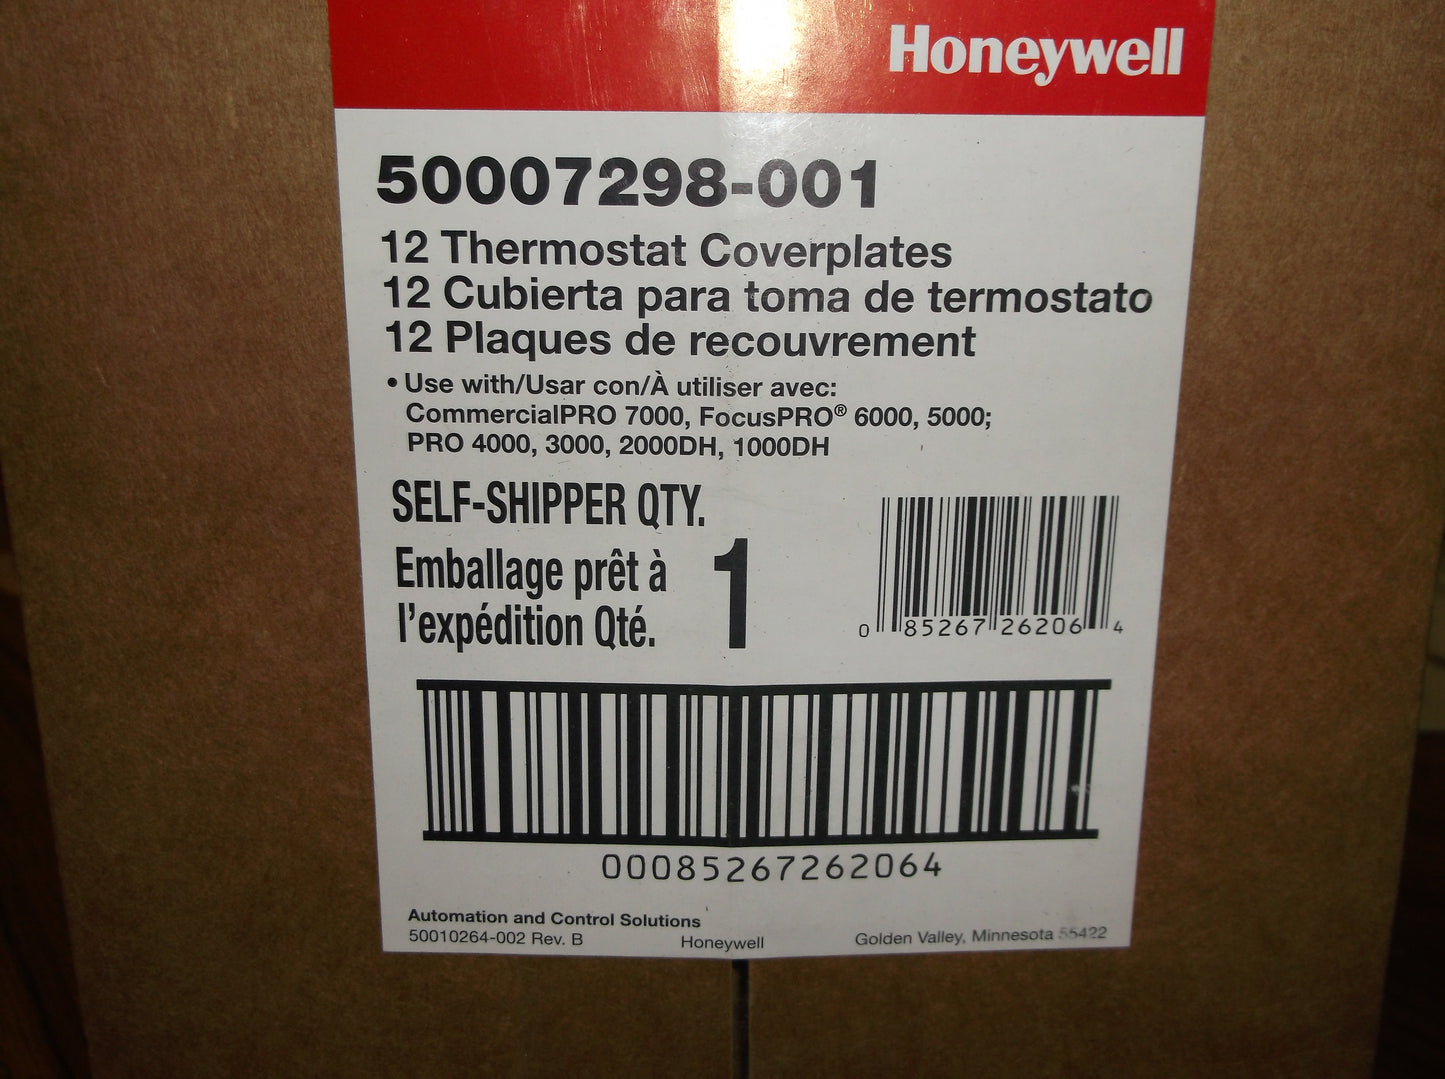 Honeywell
50007298-001
12 Thermostat Coverplates
12 Cubierta para toma de termostato
12 Plaques de recouvrement
• Use with/Usar con/À utiliser avec:
CommercialPRO 7000, FocusPRO® 6000, 5000;
PRO 4000, 3000, 2000DH, 1000DH
SELF-SHIPPER QTY.
Emballage prêt à
l'expédition Qté.
1
0 85267 26206 4
00085267262064
Automation and Control Solutions
50010264-002 Rev. B Honeywell Golden Valley, Minnesota 55422